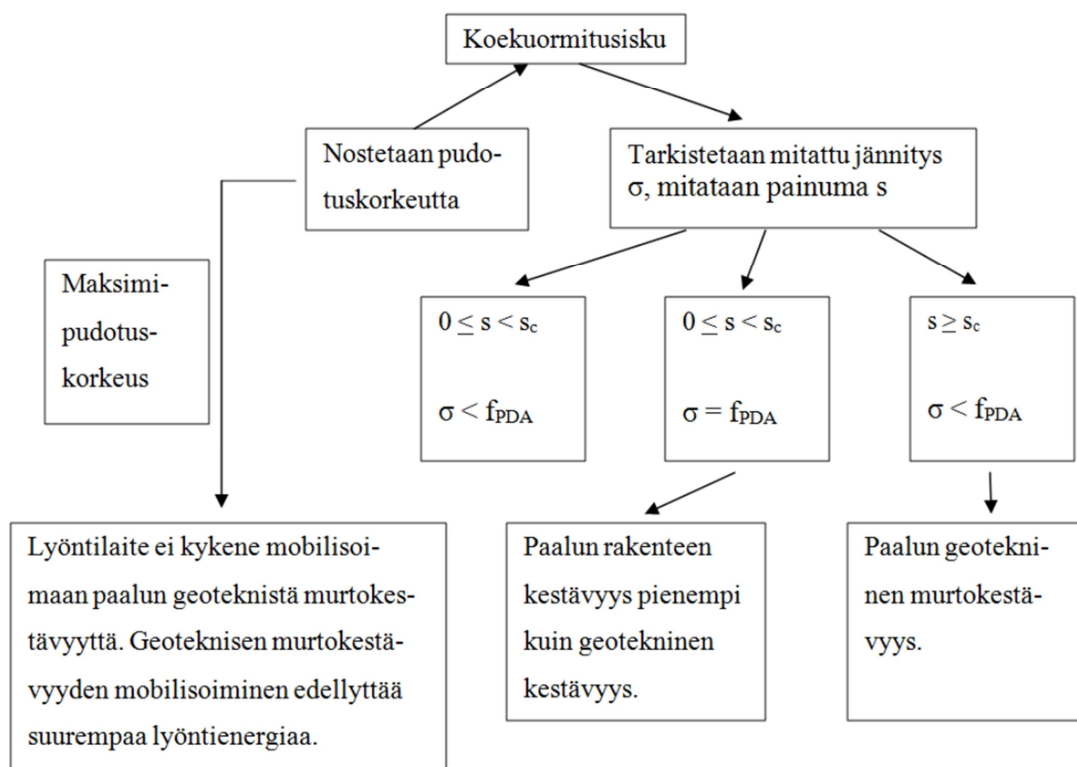 Koekuormitusisku
Nostetaan pudo-
tuskorkeutta
Tarkistetaan mitattu jännitys
σ, mitataan painuma s
Maksimi-
pudotus-
korkeus
0 ≤ s < sc
σ < fPDA
0 ≤ s < sc
σ = fPDA
s ≥ sc
σ < fPDA
Lyöntilaite ei kykene mobilisoi-
maan paalun geoteknistä murtokes-
tävyyttä. Geoteknisen murtokestä-
vyyden mobilisoiminen edellyttää
suurempaa lyöntienergiaa.
Paalun rakenteen
kestävyys pienempi
kuin geotekninen
kestävyys.
Paalun geotekni-
nen murtokestä-
vyys.